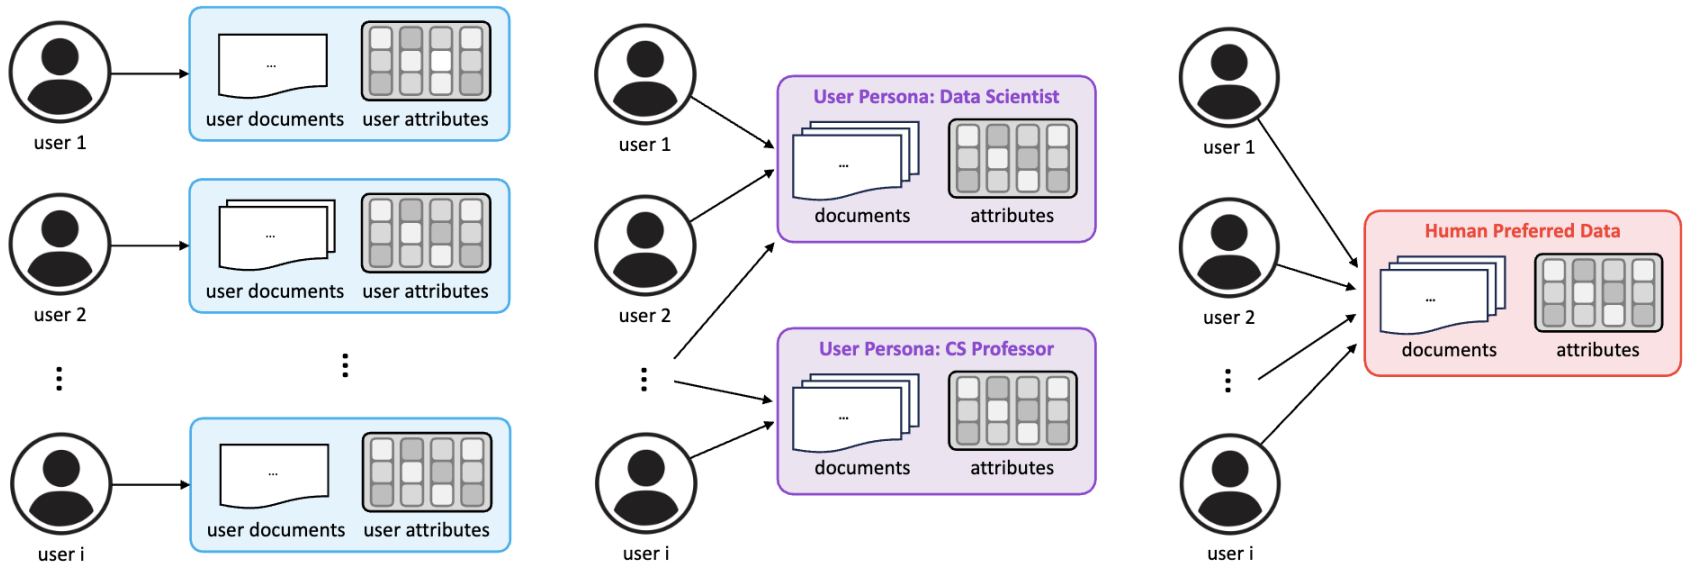 ...
user documents
user attributes
user 1
...
user documents
user attributes
user 2
...
user documents
user attributes
user i
User Persona: Data Scientist
...
documents
attributes
user 1
user 2
User Persona: CS Professor
...
documents
attributes
user i
user 1
Human Preferred Data
...
documents
attributes
user 2
user i